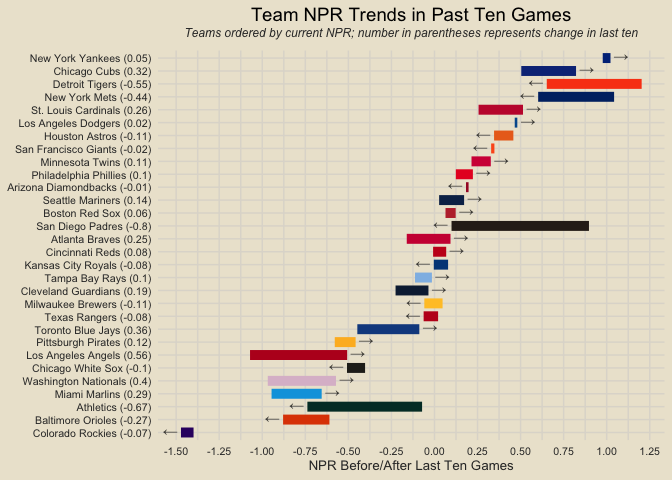 Team NPR Trends in Past Ten Games
Teams ordered by current NPR; number in parentheses represents change in last ten
New York Yankees (0.05)
Chicago Cubs (0.32)
Detroit Tigers (-0.55)
New York Mets (-0.44)
St. Louis Cardinals (0.26)
Los Angeles Dodgers (0.02)
Houston Astros (-0.11)
San Francisco Giants (-0.02)
Minnesota Twins (0.11)
Philadelphia Phillies (0.1)
Arizona Diamondbacks (-0.01)
Seattle Mariners (0.14)
Boston Red Sox (0.06)
San Diego Padres (-0.8)
Atlanta Braves (0.25)
Cincinnati Reds (0.08)
Kansas City Royals (-0.08)
Tampa Bay Rays (0.1)
Cleveland Guardians (0.19)
Milwaukee Brewers (-0.11)
Texas Rangers (-0.08)
Toronto Blue Jays (0.36)
Pittsburgh Pirates (0.12)
Los Angeles Angels (0.56)
Chicago White Sox (-0.1)
Washington Nationals (0.4)
Miami Marlins (0.29)
Athletics (-0.67)
Baltimore Orioles (-0.27)
Colorado Rockies (-0.07)
-1.50 -1.25 -1.00 -0.75 -0.50 -0.25 0.00 0.25 0.50 0.75 1.00 1.25
NPR Before/After Last Ten Games